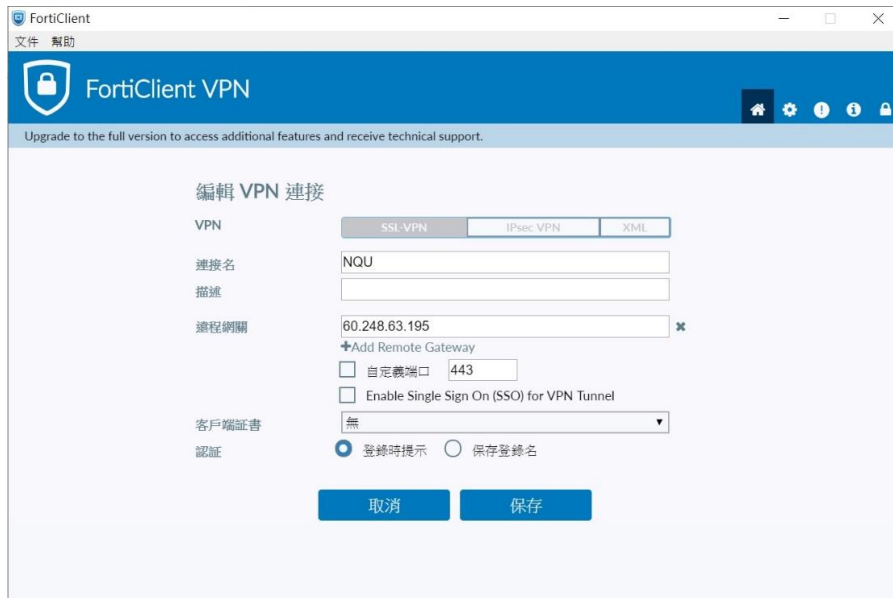 FortiClient
文件 幫助
FortiClient VPN
Upgrade to the full version to access additional features and receive technical support.
編輯 VPN 連接
VPN SSL-VPN IPsec VPN XML
連接名 NQU
描述
遠程網關 60.248.63.195
+Add Remote Gateway
自定義端口 443
Enable Single Sign On (SSO) for VPN Tunnel
客戶端証書 無
認証 登錄時提示 保存登錄名
取消 保存